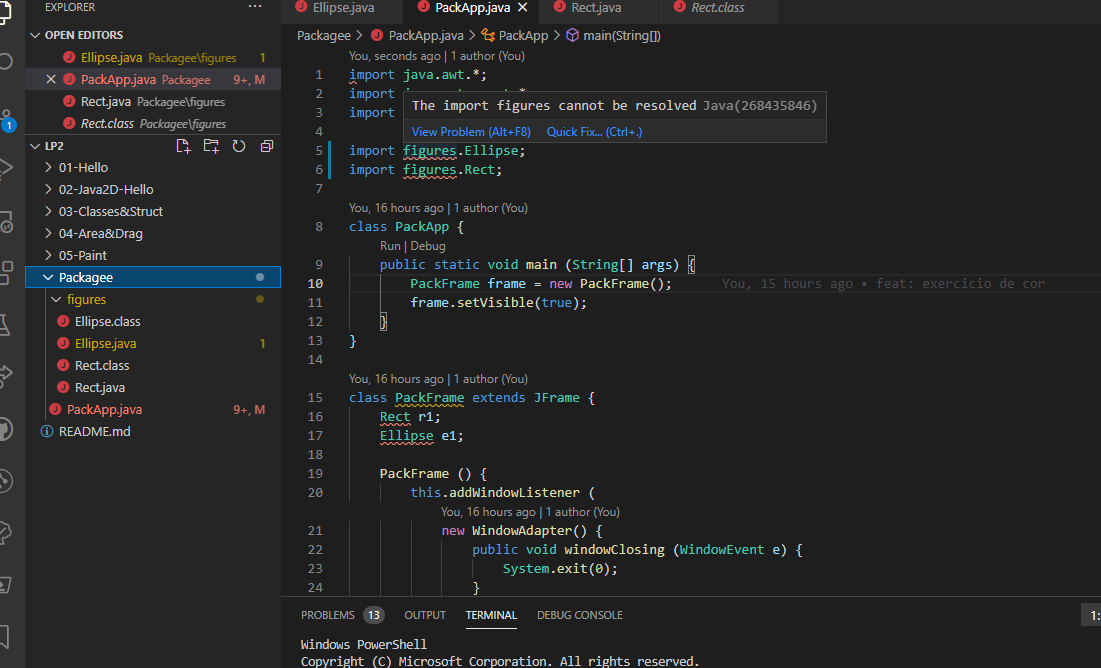 EXPLORER
OPEN EDITORS
Ellipse.java Packagee\figures 1
PackApp.java Packagee 9+, M
Rect.java Packagee\figures
Rect.class Packagee\figures
1
LP2
01-Hello
02-Java2D-Hello
03-Classes&Struct
04-Area&Drag
05-Paint
Packagee
figures
Ellipse.class
Ellipse.java 1
Rect.class
Rect.java
PackApp.java 9+, M
README.md
Ellipse.java PackApp.java Rect.java Rect.class
Packagee > PackApp.java > PackApp > main(String[])
You, seconds ago | 1 author (You)
1 import java.awt.*;
2 import
3 import
The import figures cannot be resolved Java(268435846)
View Problem (Alt+F8) Quick Fix... (Ctrl+.)
4
5 import figures.Ellipse;
6 import figures.Rect;
7
You, 16 hours ago | 1 author (You)
8 class PackApp {
Run | Debug
9 public static void main (String[] args) {
10 PackFrame frame = new PackFrame(); You, 15 hours ago • feat: exercicio de cor
11 frame.setVisible(true);
12 }
13 }
14
You, 16 hours ago | 1 author (You)
15 class PackFrame extends JFrame {
16 Rect r1;
17 Ellipse e1;
18
19 PackFrame () {
20 this.addWindowListener (
You, 16 hours ago | 1 author (You)
21 new WindowAdapter() {
22 public void windowClosing (WindowEvent e) {
23 System.exit(0);
24 }
PROBLEMS 13 OUTPUT TERMINAL DEBUG CONSOLE 1:
Windows PowerShell
Copyright (C) Microsoft Corporation. All rights reserved.